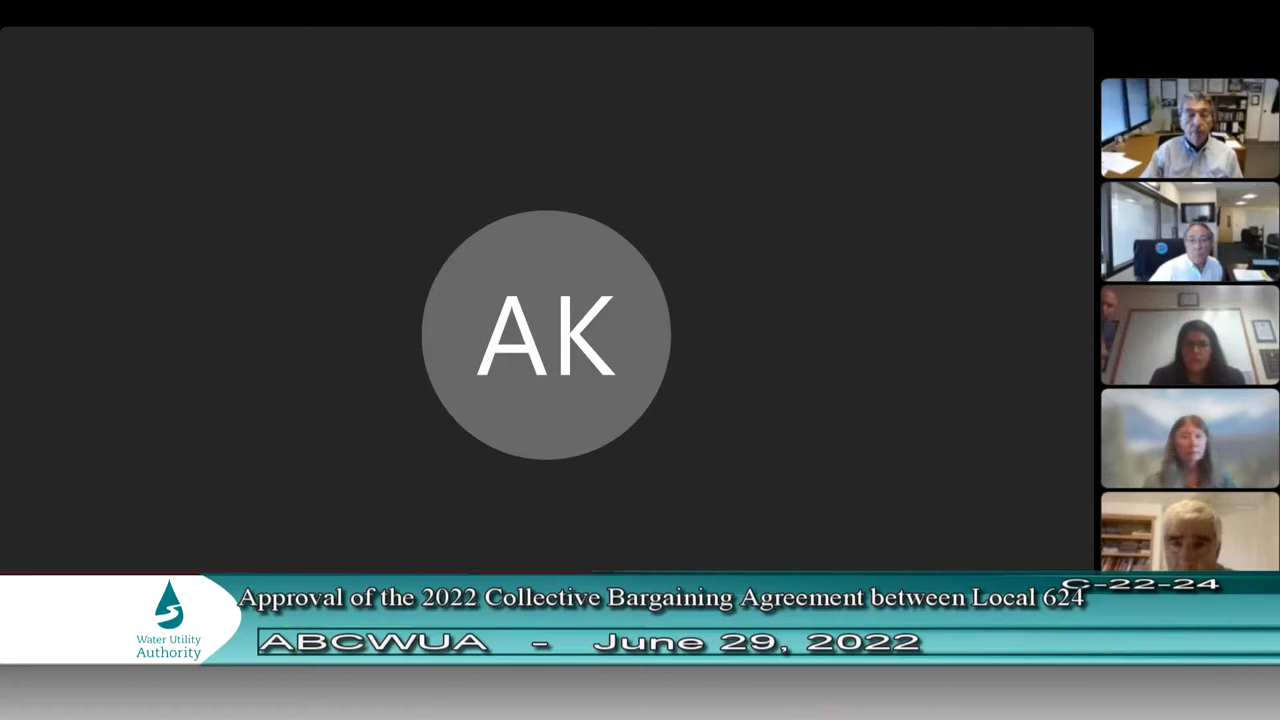 AK
C-22-24
Approval of the 2022 Collective Bargaining Agreement between Local 624
Water Utility
Authority
ABCWUA - June 29, 2022